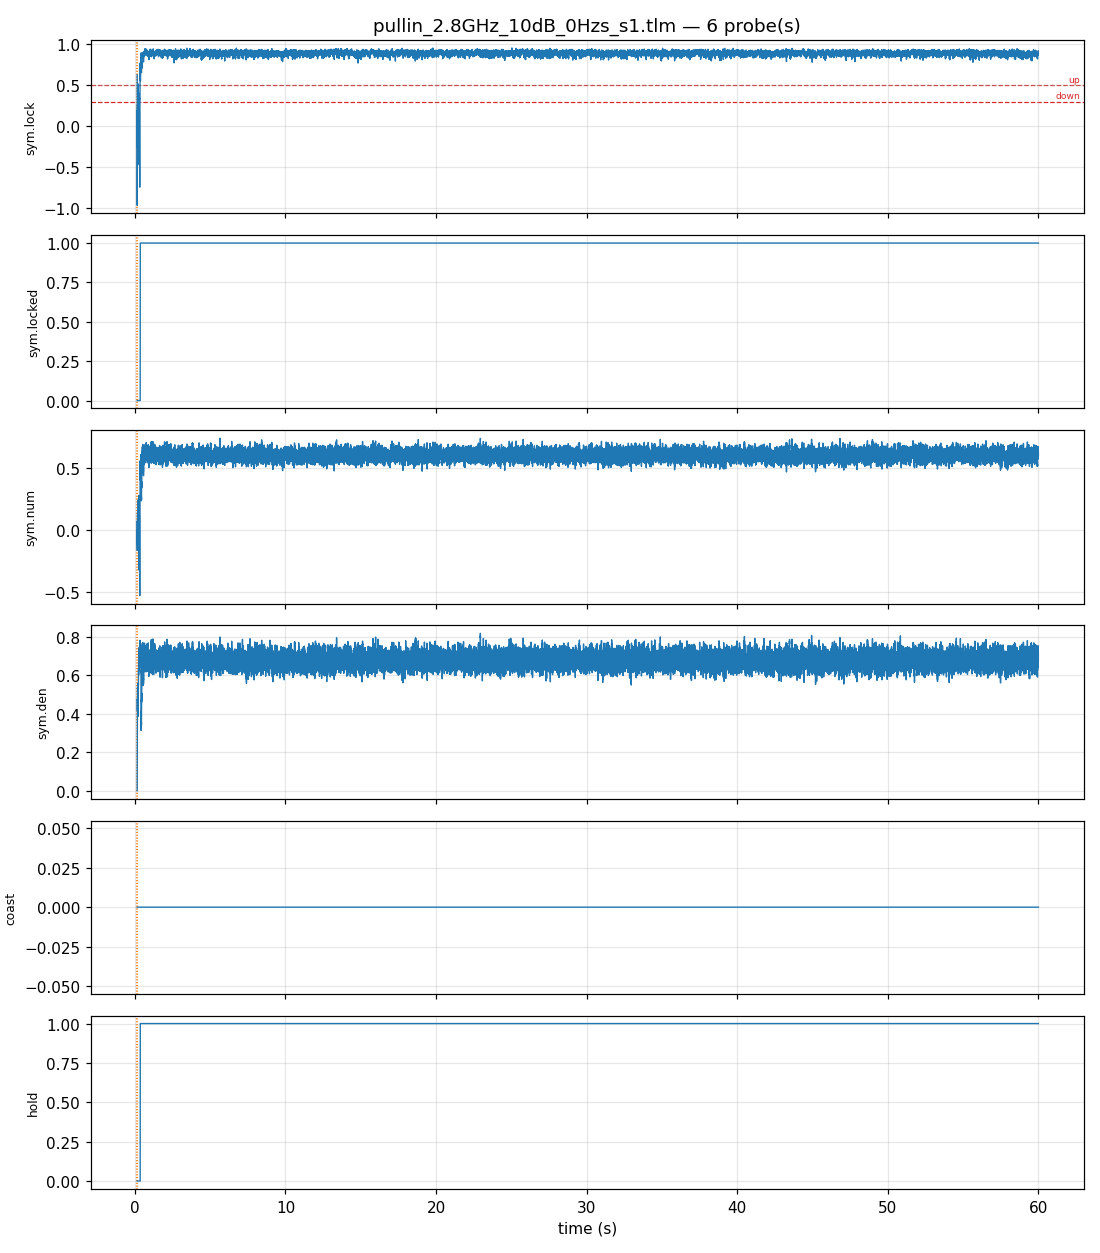 pullin_2.8GHz_10dB_0Hzs_s1.tlm — 6 probe(s)
1.0
0.5
0.0
−0.5
−1.0
sym.lock
up
down
1.00
0.75
0.50
0.25
0.00
sym.locked
0.5
0.0
−0.5
sym.num
0.8
0.6
0.4
0.2
0.0
sym.den
0.050
0.025
0.000
−0.025
−0.050
coast
1.00
0.75
0.50
0.25
0.00
hold
0 10 20 30 40 50 60
time (s)